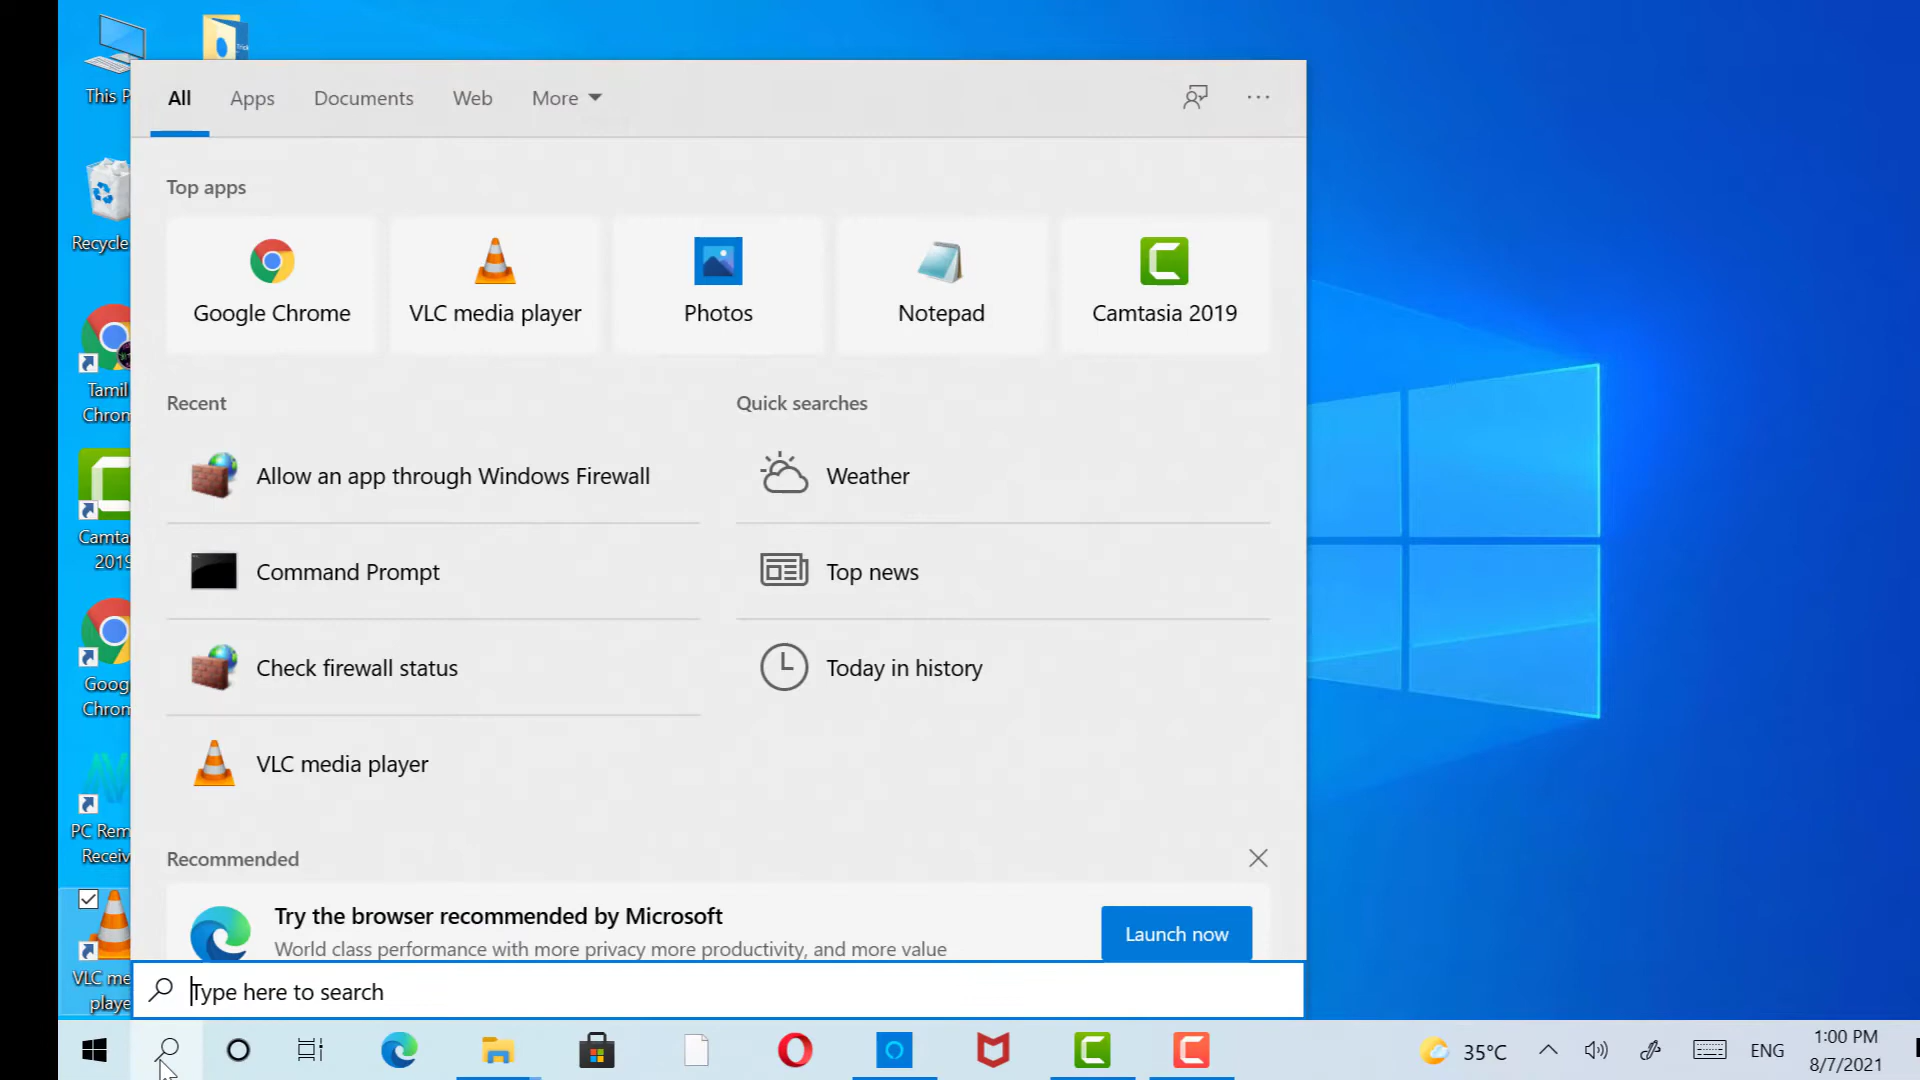 This P
Trick
All Apps Documents Web More
Top apps
Google Chrome VLC media player Photos Notepad Camtasia 2019
Recent Quick searches
Allow an app through Windows Firewall
Command Prompt
Check firewall status
VLC media player
Weather
Top news
Today in history
Recommended
Try the browser recommended by Microsoft
World class performance with more privacy more productivity, and more value
Launch now
Type here to search
Recycle
Tamil
Chrom
Camta
2019
Goog
Chrom
PC Rem
Receiv
VLC me
player
35°C ENG 1:00 PM
8/7/2021